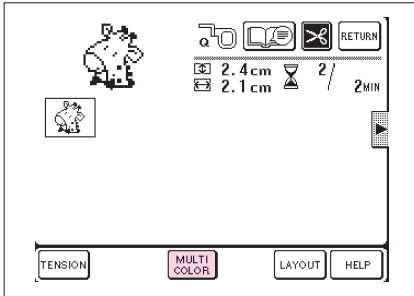 Q
RETURN
2.4cm 2/
2.1cm 2MIN
TENSION
MULTI
COLOR
LAYOUT
HELP